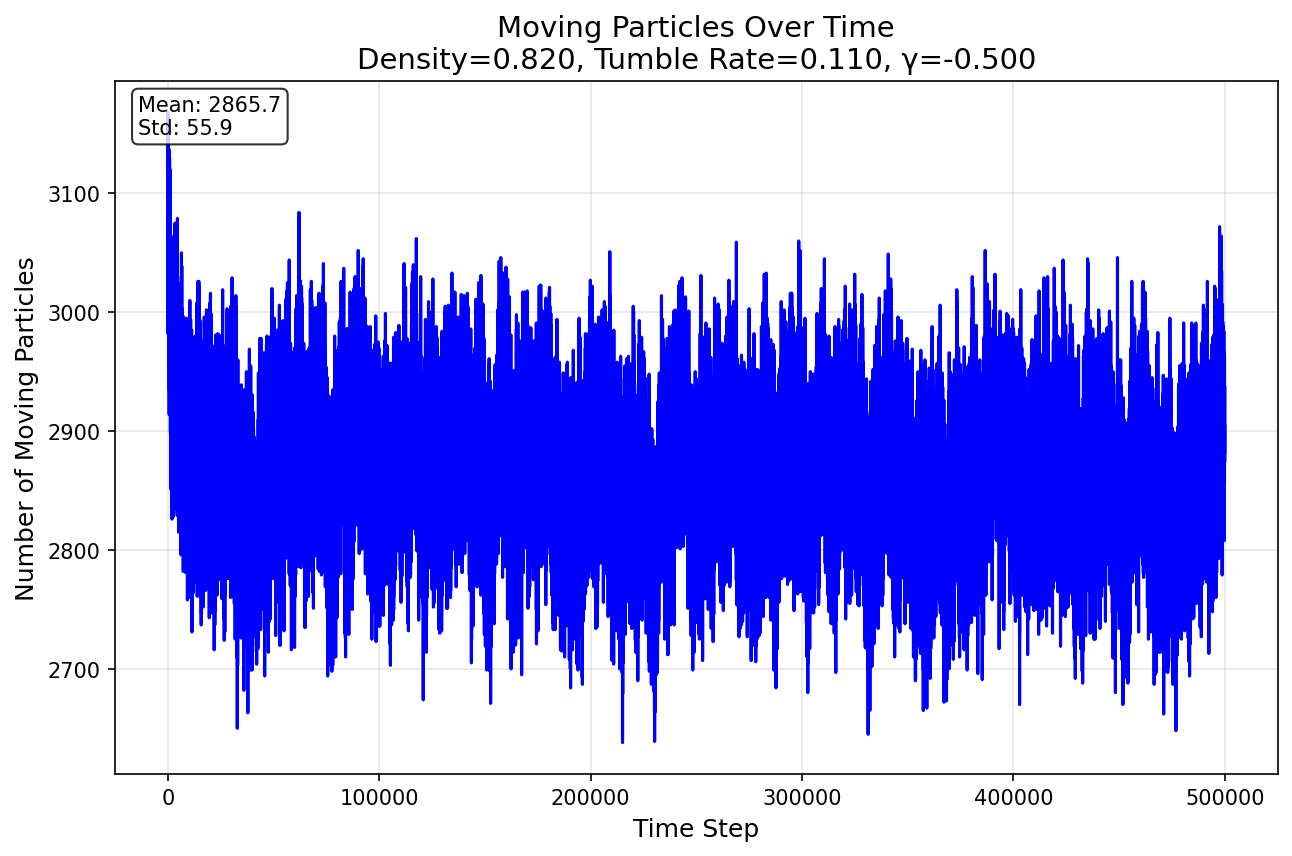 Moving Particles Over Time
Density=0.820, Tumble Rate=0.110, γ=-0.500
Mean: 2865.7
Std: 55.9
Number of Moving Particles
3100
3000
2900
2800
2700
0
100000
200000
300000
400000
500000
Time Step